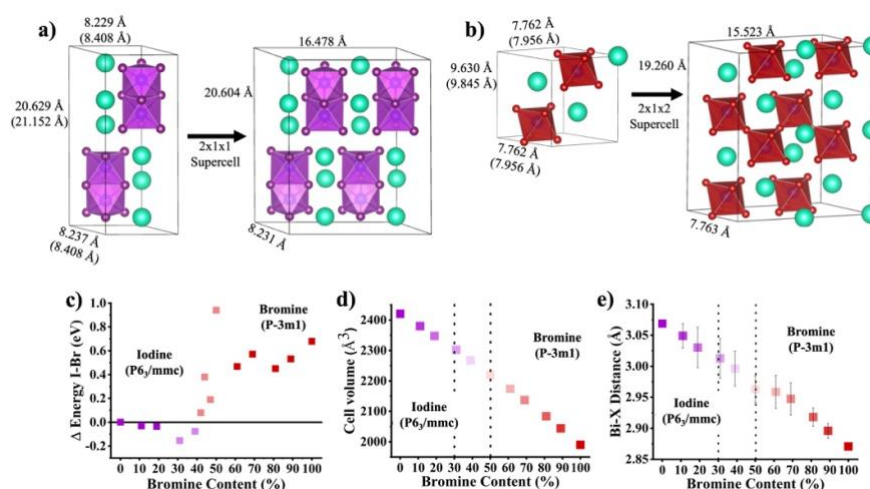 a)
8.229 Å
(8.408 Å)
20.629 Å
(21.152 Å)
8.237 Å
(8.408 Å)
2x1x1
Supercell
16.478 Å
20.604 Å
8.231 Å
b)
7.762 Å
(7.956 Å)
9.630 Å
(9.845 Å)
7.762 Å
(7.956 Å)
2x1x2
Supercell
15.523 Å
19.260 Å
7.763 Å
c)
Δ Energy I-Br (eV)
1.0
0.8
0.6
0.4
0.2
0.0
-0.2
Iodine
(P6₃/mmc)
Bromine
(P-3m1)
0 10 20 30 40 50 60 70 80 90 100
Bromine Content (%)
d)
Cell volume (Å³)
2400
2300
2200
2100
2000
Bromine
(P-3m1)
Iodine
(P6₃/mmc)
0 10 20 30 40 50 60 70 80 90 100
Bromine Content (%)
e)
Bi-X Distance (Å)
3.10
3.05
3.00
2.95
2.90
2.85
Bromine
(P-3m1)
Iodine
(P6₃/mmc)
0 10 20 30 40 50 60 70 80 90 100
Bromine Content (%)